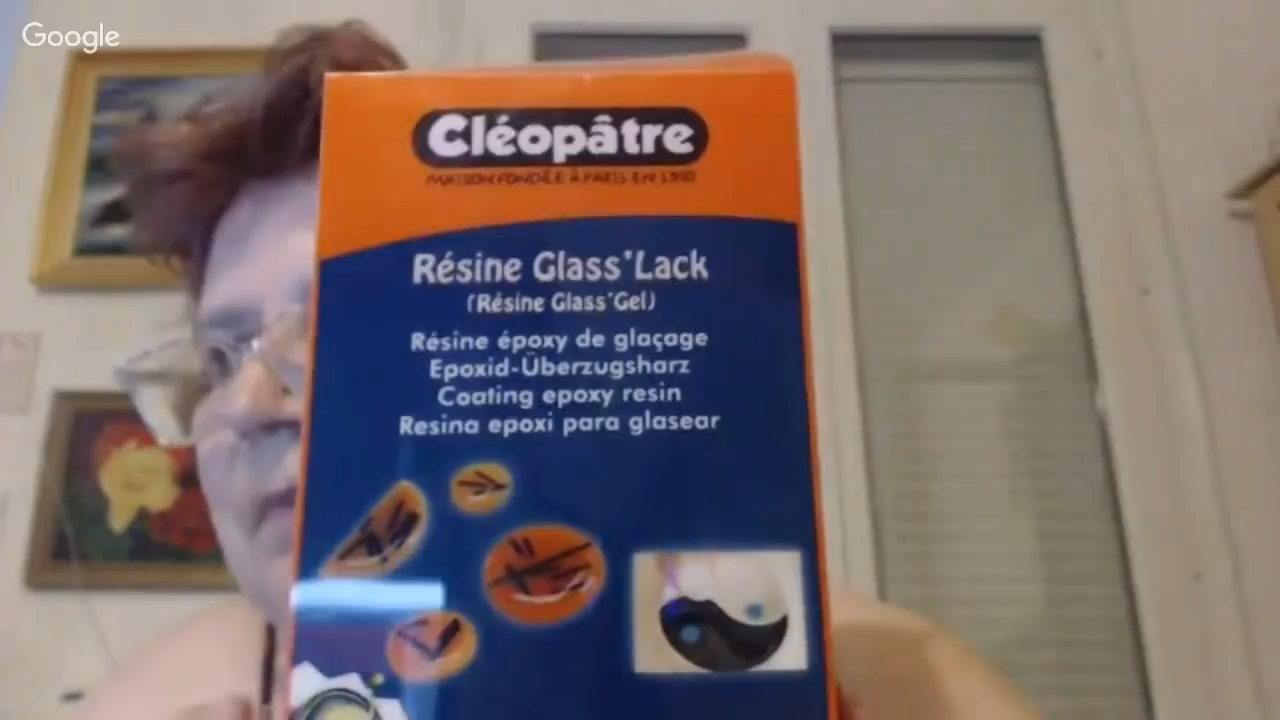 Google
Cléopâtre
MAISON FONDÉE À PARIS EN 1930
Résine Glass'Lack
(Résine Glass'Gel)
Résine époxy de glaçage
Epoxid-Überzugsharz
Coating epoxy resin
Resina epoxi para glasear